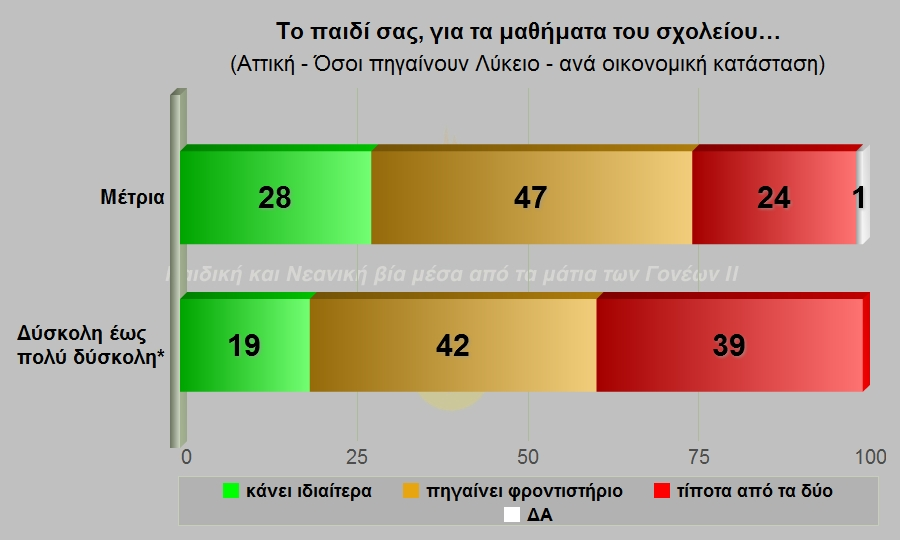 Το παιδί σας, για τα μαθήματα του σχολείου…
(Αττική - Όσοι πηγαίνουν Λύκειο - ανά οικονομική κατάσταση)
Μέτρια
28 47 24 1
Παιδική και Νεανική βία μέσα από τα μάτια των Γονέων ΙΙ
Δύσκολη έως
πολύ δύσκολη*
19 42 39
0 25 50 75 100
κάνει ιδιαίτερα πηγαίνει φροντιστήριο τίποτα από τα δύο
ΔΑ